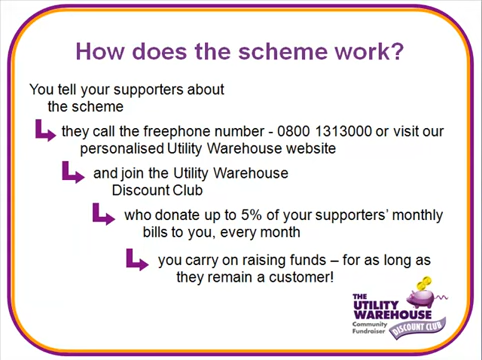 How does the scheme work?
You tell your supporters about
the scheme
they call the freephone number - 0800 1313000 or visit our
personalised Utility Warehouse website
and join the Utility Warehouse
Discount Club
who donate up to 5% of your supporters' monthly
bills to you, every month
you carry on raising funds – for as long as
they remain a customer!
THE
UTILITY
WAREHOUSE
Community
Fundraiser
DISCOUNT CLUB